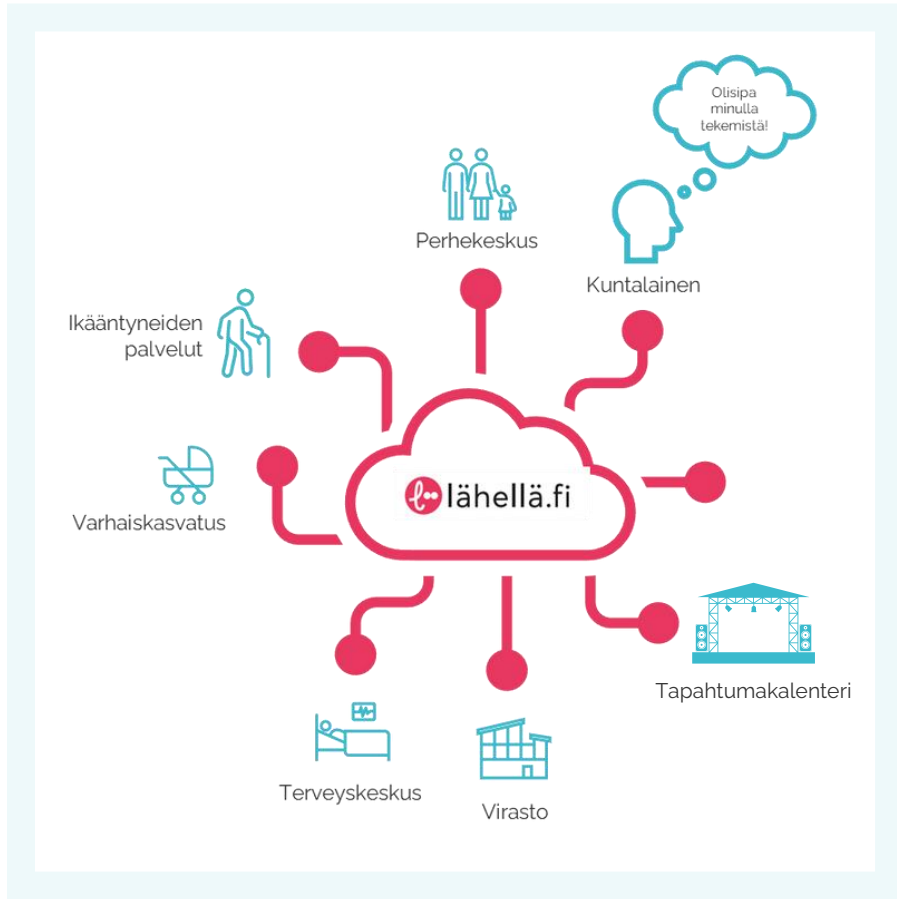 Olisipa
minulla
tekemistä!
Perhekeskus
Kuntalainen
Ikääntyneiden
palvelut
lähellä.fi
Varhaiskasvatus
Tapahtumakalenteri
Terveyskeskus
Virasto